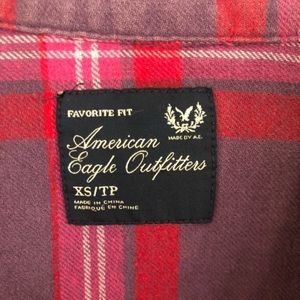 FAVORITE FIT
MADE BY A.E.
American
Eagle Outfitters
XS/TP
MADE IN CHINA
FABRIQUÉ EN CHINE